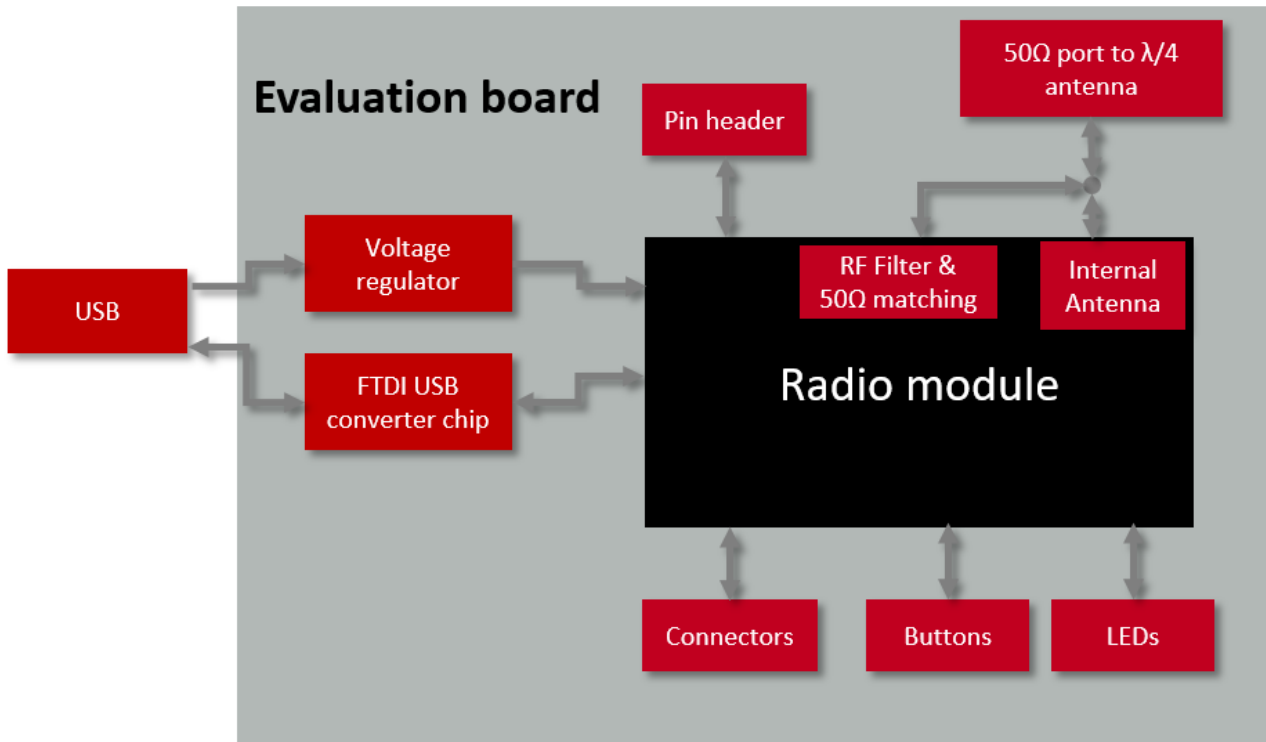 Evaluation board
50Ω port to λ/4
antenna
Pin header
Voltage
regulator
RF Filter &
50Ω matching
Internal
Antenna
USB
FTDI USB
converter chip
Radio module
Connectors
Buttons
LEDs